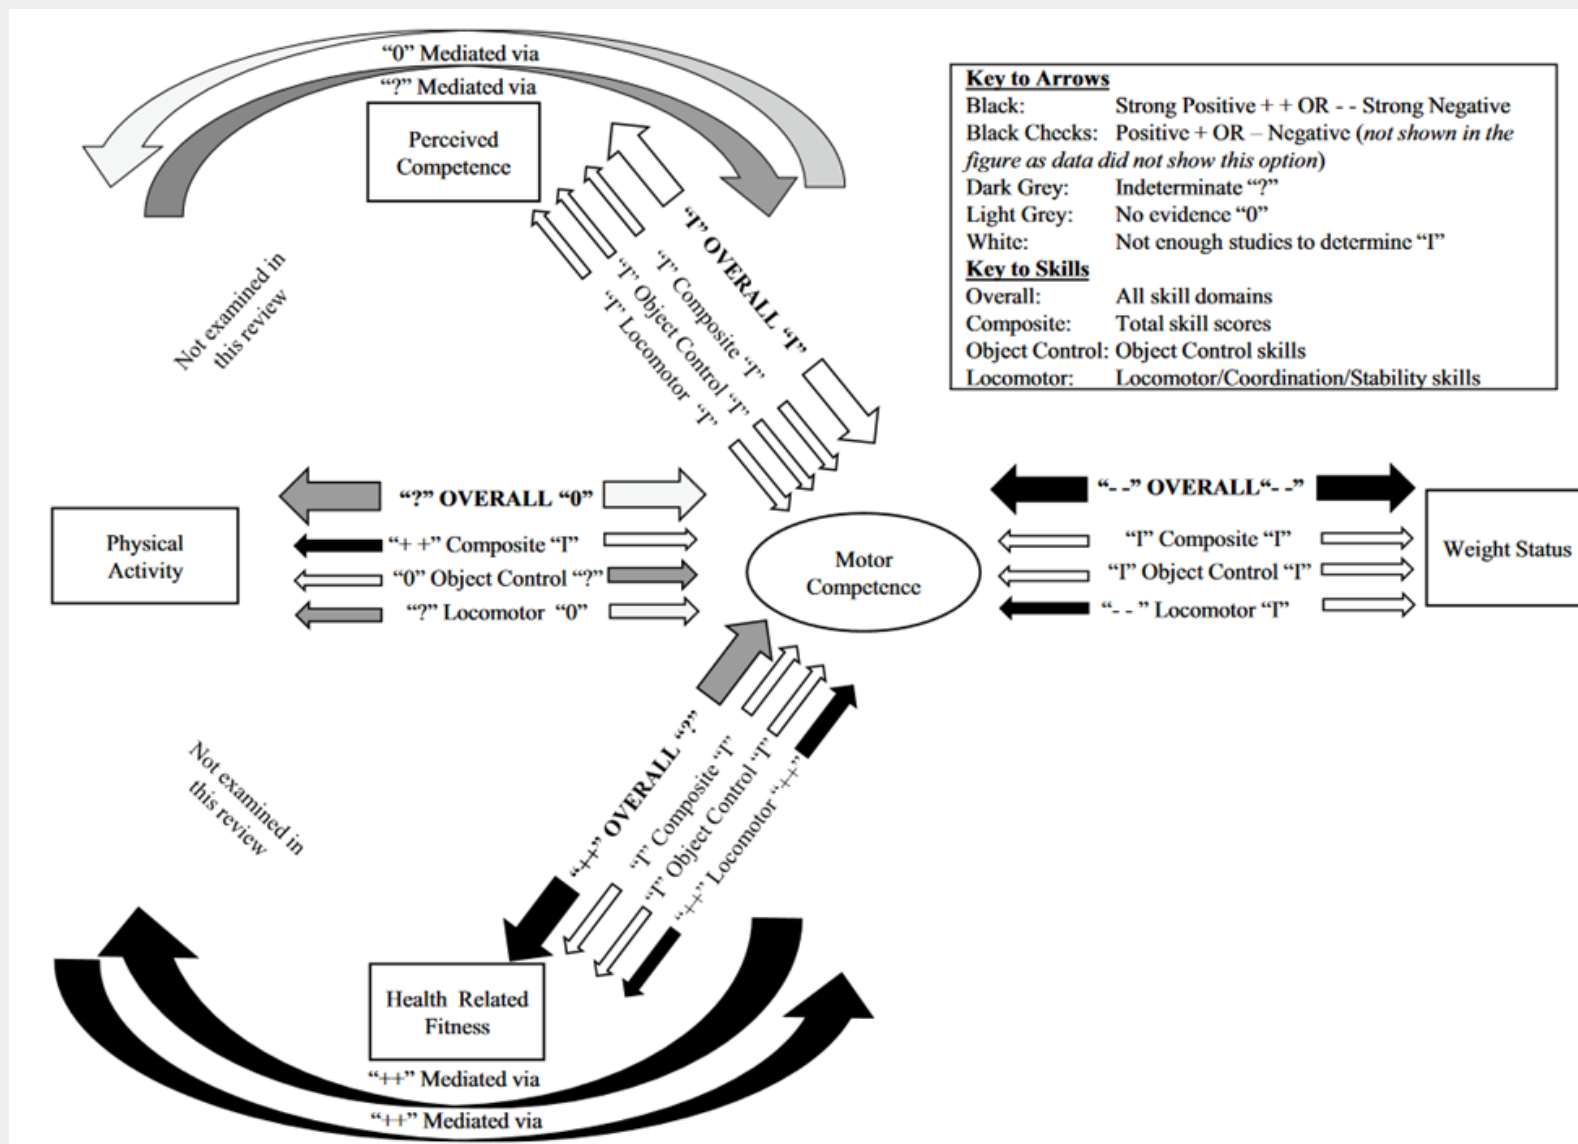 “0” Mediated via
“?” Mediated via
Perceived
Competence
Key to Arrows
Black: Strong Positive + + OR - - Strong Negative
Black Checks: Positive + OR – Negative (not shown in the
figure as data did not show this option)
Dark Grey: Indeterminate “?”
Light Grey: No evidence “0”
White: Not enough studies to determine “I”
Key to Skills
Overall: All skill domains
Composite: Total skill scores
Object Control: Object Control skills
Locomotor: Locomotor/Coordination/Stability skills
“I” OVERALL “I”
“I” Composite “I”
“I” Object Control “I”
“I” Locomotor “I”
Not examined in
this review
Physical
Activity
“?” OVERALL “0”
“+ +” Composite “I”
“0” Object Control “?”
“?” Locomotor “0”
Motor
Competence
“- -” OVERALL“- -”
“I” Composite “I”
“I” Object Control “I”
“- - ” Locomotor “I”
Weight Status
Not examined in
this review
“++” OVERALL “?”
“I” Composite “I”
“I” Object Control “I”
“++” Locomotor “++”
Health Related
Fitness
“++” Mediated via
“++” Mediated via